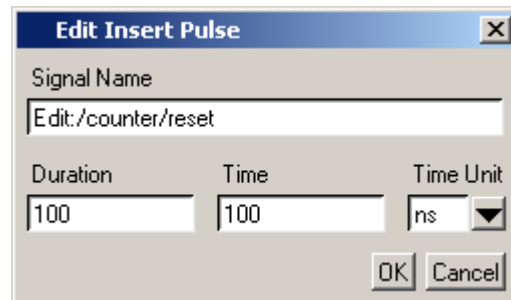 Edit Insert Pulse
Signal Name
Edit:/counter/reset
Duration Time Time Unit
100 100 ns
OK Cancel